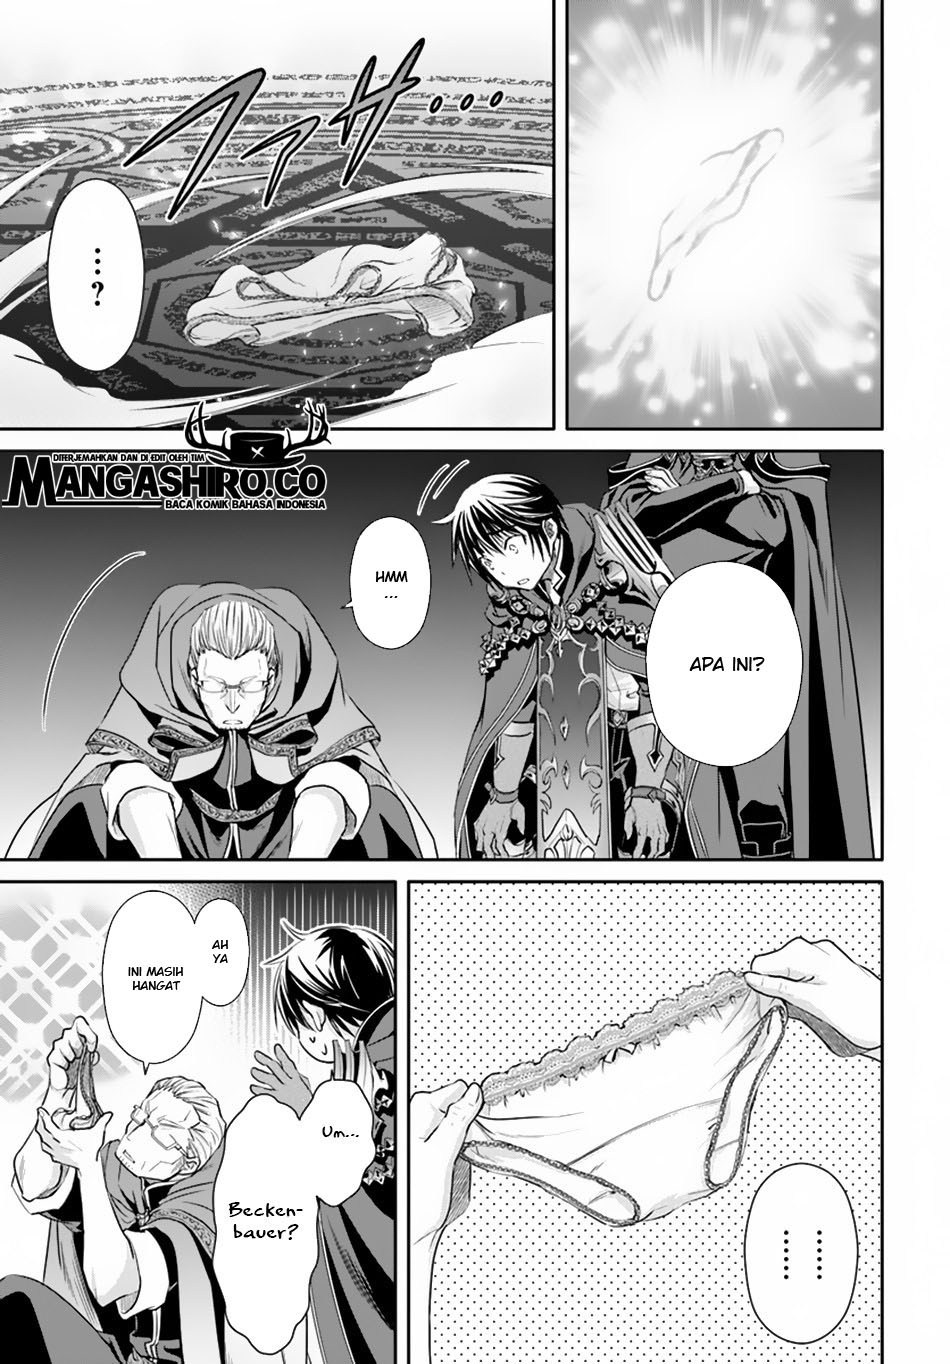 ファサ...
...?
DITERJEMAHKAN DAN DI EDIT OLEH TIM
MANGASHIRO.CO
BACA KOMIK BAHASA INDONESIA
APA INI?
HMM
...
......
......
AH
YA
INI MASIH
HANGAT
Um...
Becken-
bauer?